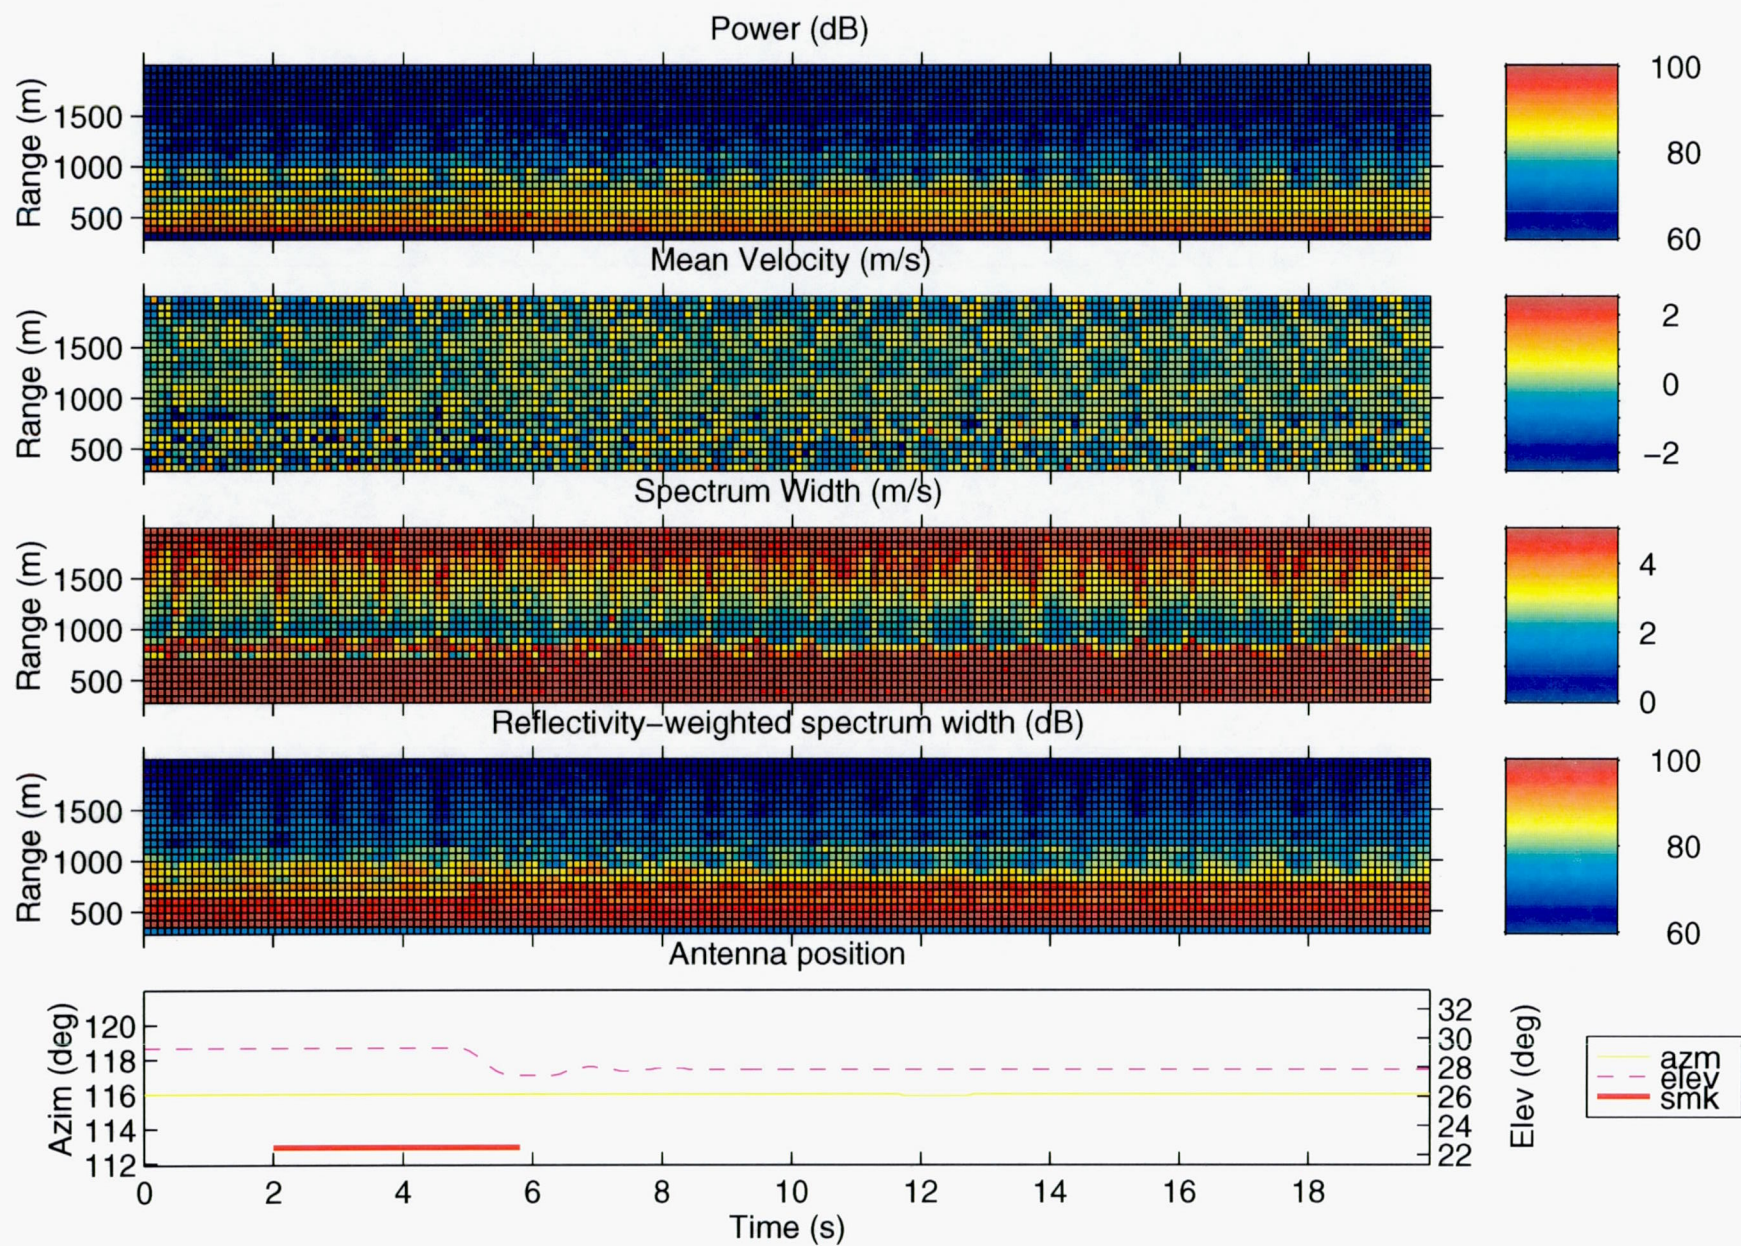 Power (dB)
Range (m)
1500
1000
500
100
80
60
Mean Velocity (m/s)
Range (m)
1500
1000
500
2
0
−2
Spectrum Width (m/s)
Range (m)
1500
1000
500
4
2
0
Reflectivity−weighted spectrum width (dB)
Range (m)
1500
1000
500
100
80
60
Antenna position
Azim (deg)
120
118
116
114
112
32
30
28
26
24
22
Elev (deg)
azm
elev
smk
0 2 4 6 8 10 12 14 16 18
Time (s)